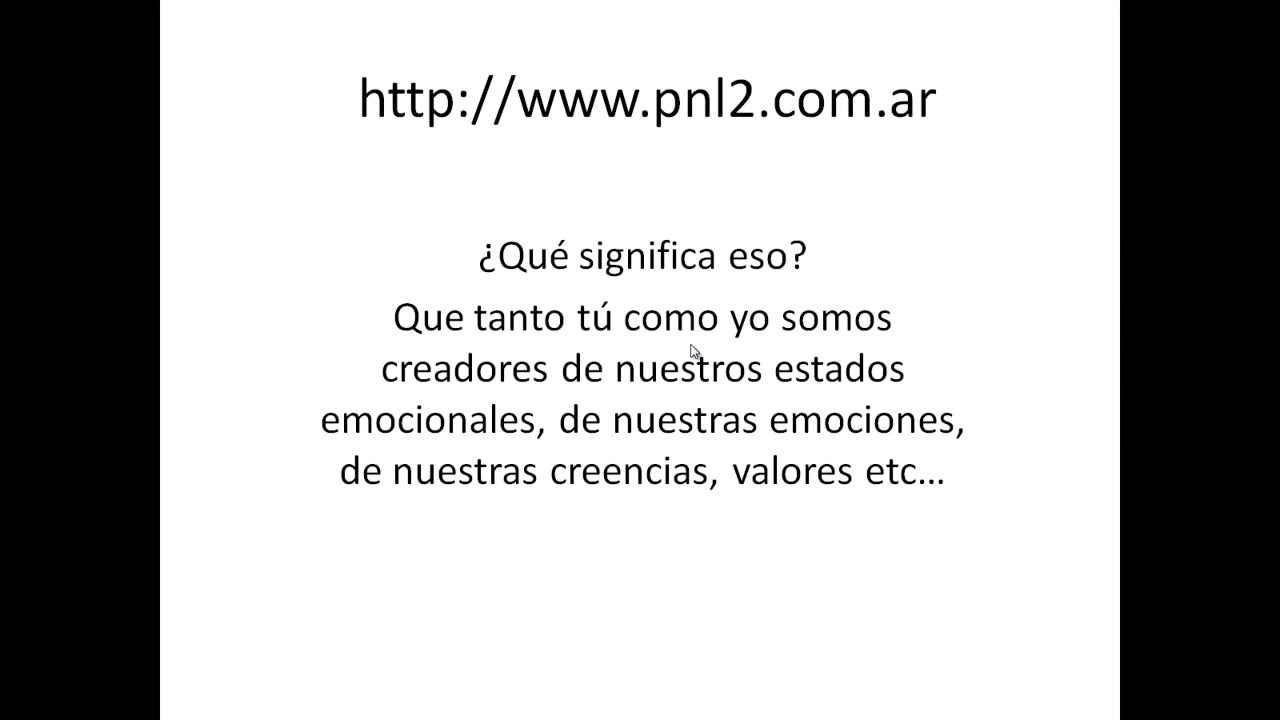 http://www.pnl2.com.ar
¿Qué significa eso?
Que tanto tú como yo somos
creadores de nuestros estados
emocionales, de nuestras emociones,
de nuestras creencias, valores etc...